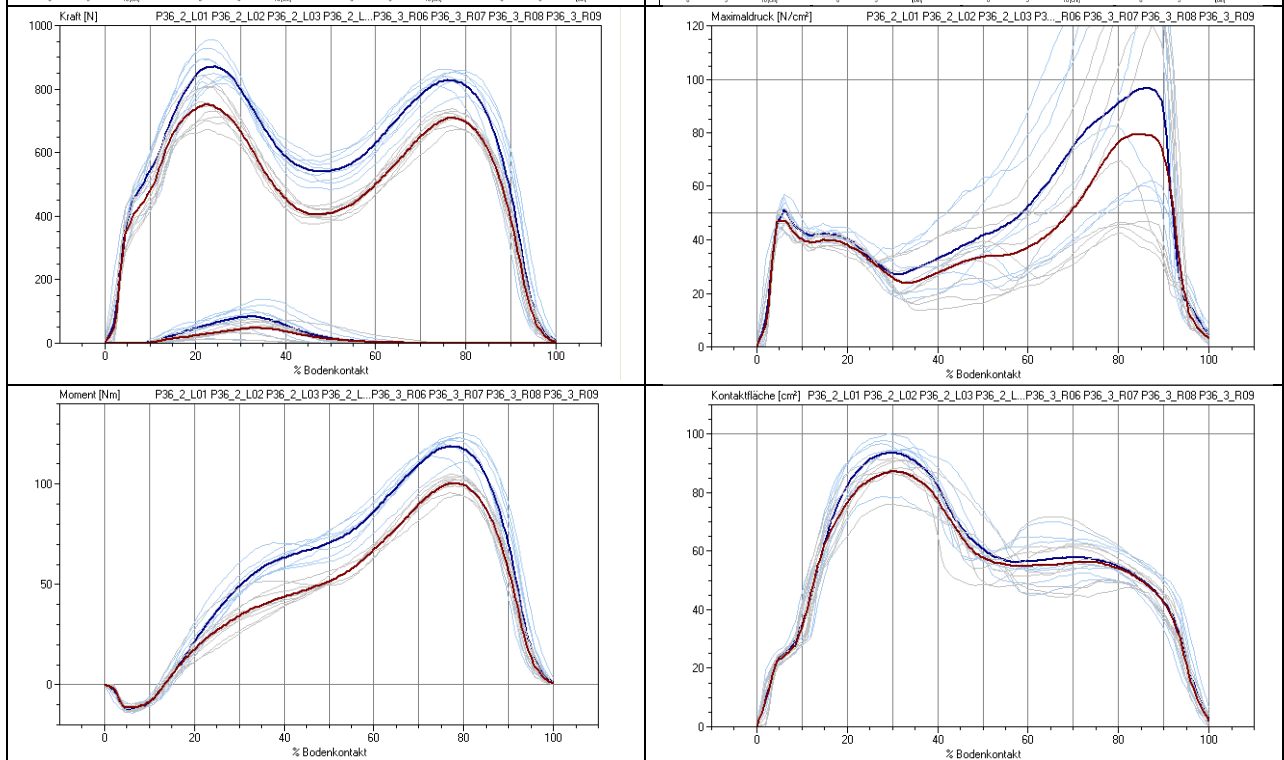 Kraft [N] P36_2_L01 P36_2_L02 P36_2_L03 P36_2_L...P36_3_R06 P36_3_R07 P36_3_R08 P36_3_R09
1000
800
600
400
200
0
0 20 40 60 80 100
% Bodenkontakt
Maximaldruck [N/cm²] P36_2_L01 P36_2_L02 P36_2_L03 P3..._R06 P36_3_R07 P36_3_R08 P36_3_R09
120
100
80
60
40
20
0
0 20 40 60 80 100
% Bodenkontakt
Moment [Nm] P36_2_L01 P36_2_L02 P36_2_L03 P36_2_L...P36_3_R06 P36_3_R07 P36_3_R08 P36_3_R09
100
50
0
0 20 40 60 80 100
% Bodenkontakt
Kontaktfläche [cm²] P36_2_L01 P36_2_L02 P36_2_L03 P36_2_L...P36_3_R06 P36_3_R07 P36_3_R08 P36_3_R09
100
80
60
40
20
0
0 20 40 60 80 100
% Bodenkontakt